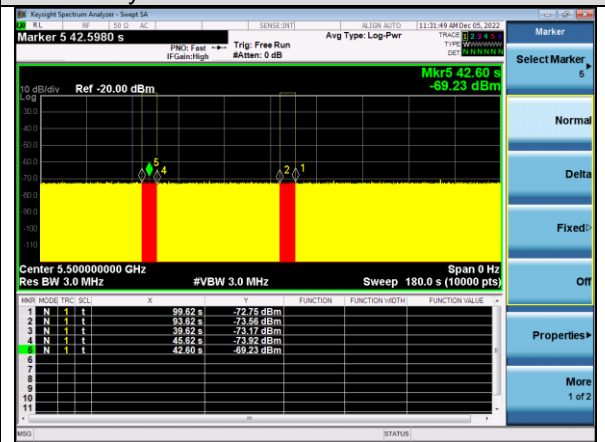 Keysight Spectrum Analyzer - Swept SA
RL RF 50 Ω AC SENSE:INT ALIGN AUTO 11:31:49 AM Dec 05, 2022
Marker 5 42.5980 s
PNO: Fast
IFGain:High
Trig: Free Run
#Atten: 0 dB
Avg Type: Log-Pwr
TRACE 1 2 3 4 5 6
TYPE WWWWWW
DET NNNNNN
Marker
Select Marker
5
Normal
Delta
Fixed
Off
Properties
More
1 of 2
Mkr5 42.60 s
-69.23 dBm
10 dB/div Ref -20.00 dBm
Log
-30.0
-40.0
-50.0
-60.0
-70.0
-80.0
-90.0
-100
-110
5
4
2
1
Center 5.500000000 GHz Span 0 Hz
Res BW 3.0 MHz #VBW 3.0 MHz Sweep 180.0 s (10000 pts)
MKR MODE TRC SCL X Y FUNCTION FUNCTION WIDTH FUNCTION VALUE
1 N 1 t 99.62 s -72.75 dBm
2 N 1 t 93.62 s -73.56 dBm
3 N 1 t 39.62 s -73.17 dBm
4 N 1 t 45.62 s -73.92 dBm
5 N 1 t 42.60 s -69.23 dBm
6
7
8
9
10
11
MSG STATUS